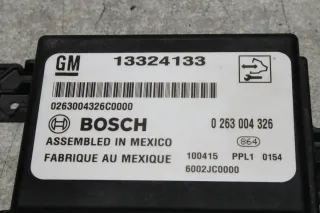 GM 13324133
0263004326C0000
BOSCH 0 263 004 326
ASSEMBLED IN MEXICO 864
FABRIQUE AU MEXIQUE 100415 PPL1 0154
6002JC0000